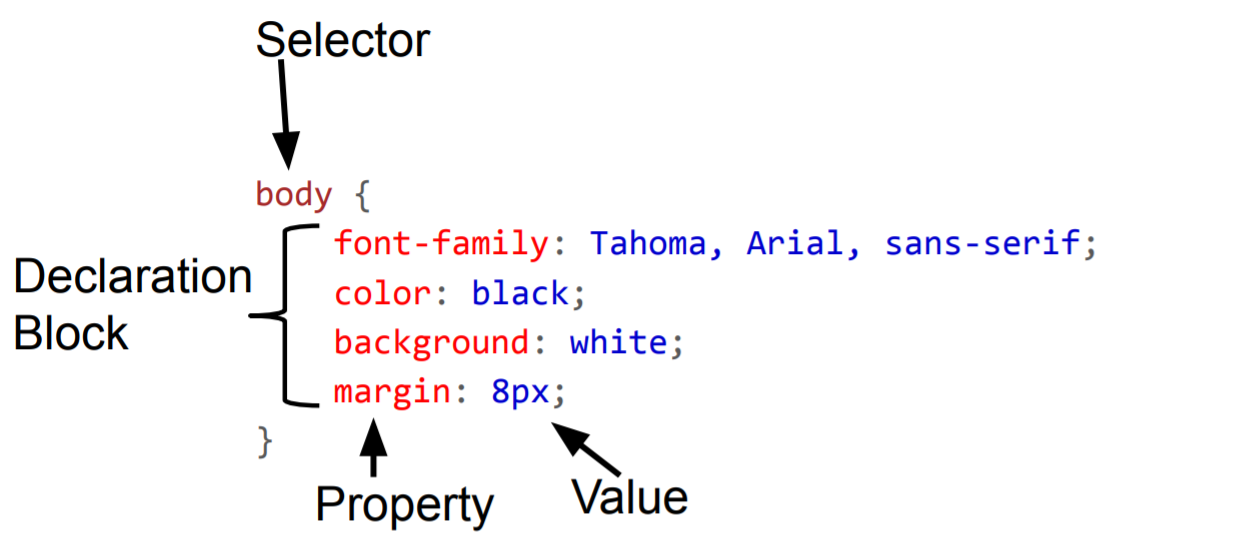 Selector
body {
font-family: Tahoma, Arial, sans-serif;
Declaration
Block
color: black;
background: white;
margin: 8px;
}
Property
Value